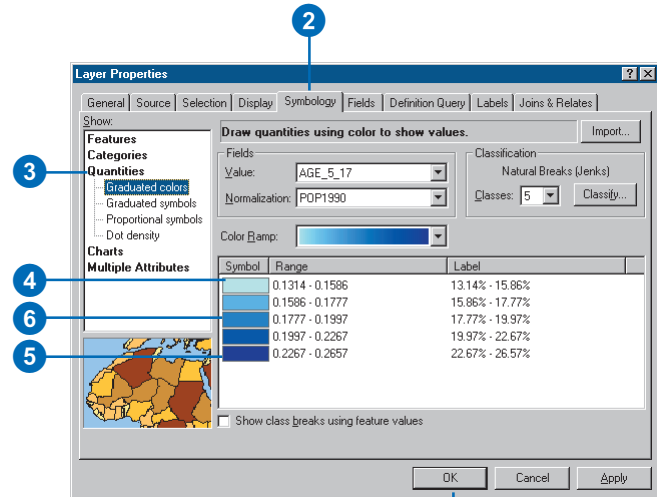 2
Layer Properties
General Source Selection Display Symbology Fields Definition Query Labels Joins & Relates
Show:
Features
Categories
3
Quantities
Graduated colors
Graduated symbols
Proportional symbols
Dot density
Charts
Multiple Attributes
Draw quantities using color to show values.
Import...
Fields
Value: AGE_5_17
Normalization: POP1990
Classification
Natural Breaks (Jenks)
Classes: 5 Classify...
Color Ramp:
Symbol Range Label
4
0.1314 - 0.1586 13.14% - 15.86%
0.1586 - 0.1777 15.86% - 17.77%
6
0.1777 - 0.1997 17.77% - 19.97%
0.1997 - 0.2267 19.97% - 22.67%
5
0.2267 - 0.2657 22.67% - 26.57%
Show class breaks using feature values
OK Cancel Apply